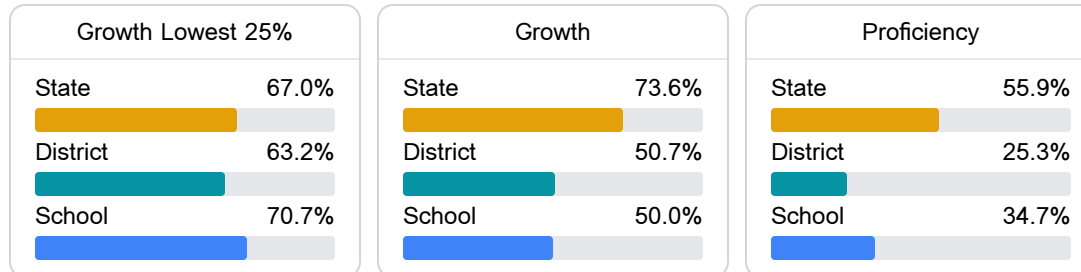 Growth Lowest 25%
State 67.0%
District 63.2%
School 70.7%
Growth
State 73.6%
District 50.7%
School 50.0%
Proficiency
State 55.9%
District 25.3%
School 34.7%